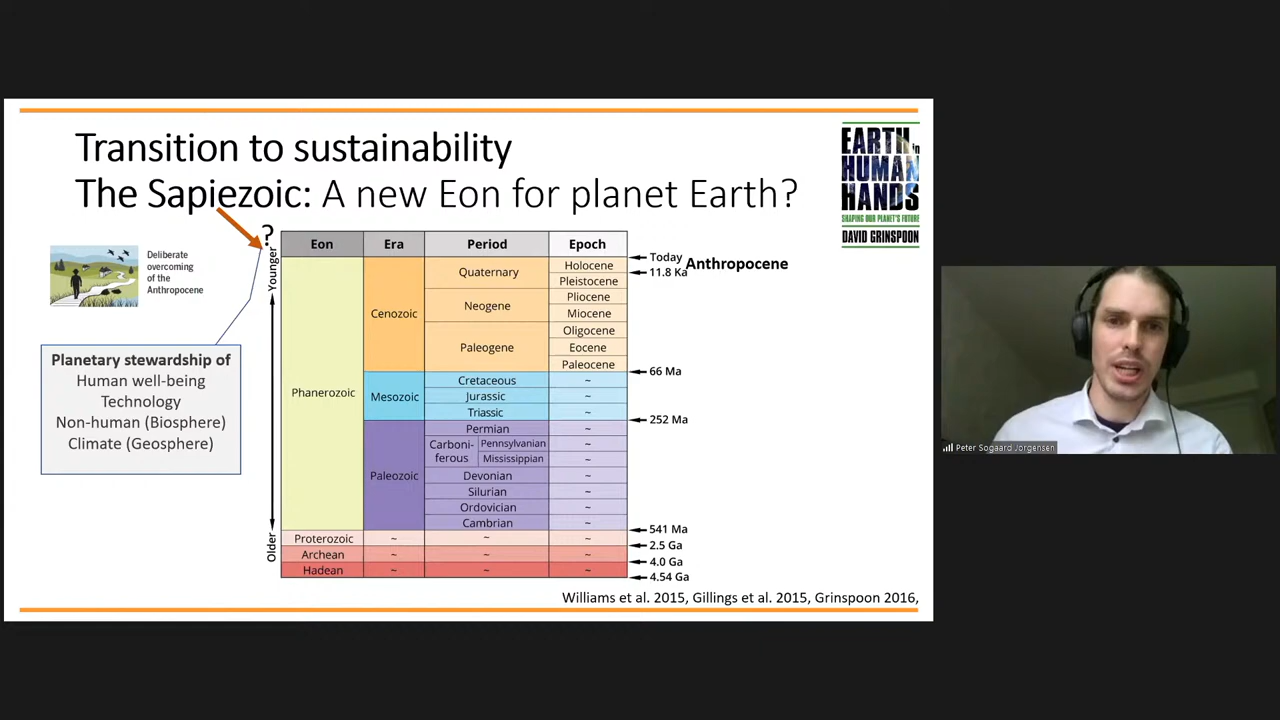 Transition to sustainability
The Sapiezoic: A new Eon for planet Earth?
EARTH
in
HUMAN
HANDS
SHAPING OUR PLANET'S FUTURE
DAVID GRINSPOON
?
Deliberate
overcoming
of the
Anthropocene
Planetary stewardship of
Human well-being
Technology
Non-human (Biosphere)
Climate (Geosphere)
Younger
Older
Eon Era Period Epoch
Phanerozoic
Cenozoic
Quaternary
Holocene
Pleistocene
Neogene
Pliocene
Miocene
Paleogene
Oligocene
Eocene
Paleocene
Mesozoic
Cretaceous ~
Jurassic ~
Triassic ~
Paleozoic
Permian ~
Carboni-
ferous
Pennsylvanian ~
Mississippian ~
Devonian ~
Silurian ~
Ordovician ~
Cambrian ~
Proterozoic ~ ~ ~
Archean ~ ~ ~
Hadean ~ ~ ~
Today
11.8 Ka
Anthropocene
66 Ma
252 Ma
541 Ma
2.5 Ga
4.0 Ga
4.54 Ga
Williams et al. 2015, Gillings et al. 2015, Grinspoon 2016,
Peter Sogaard Jorgensen